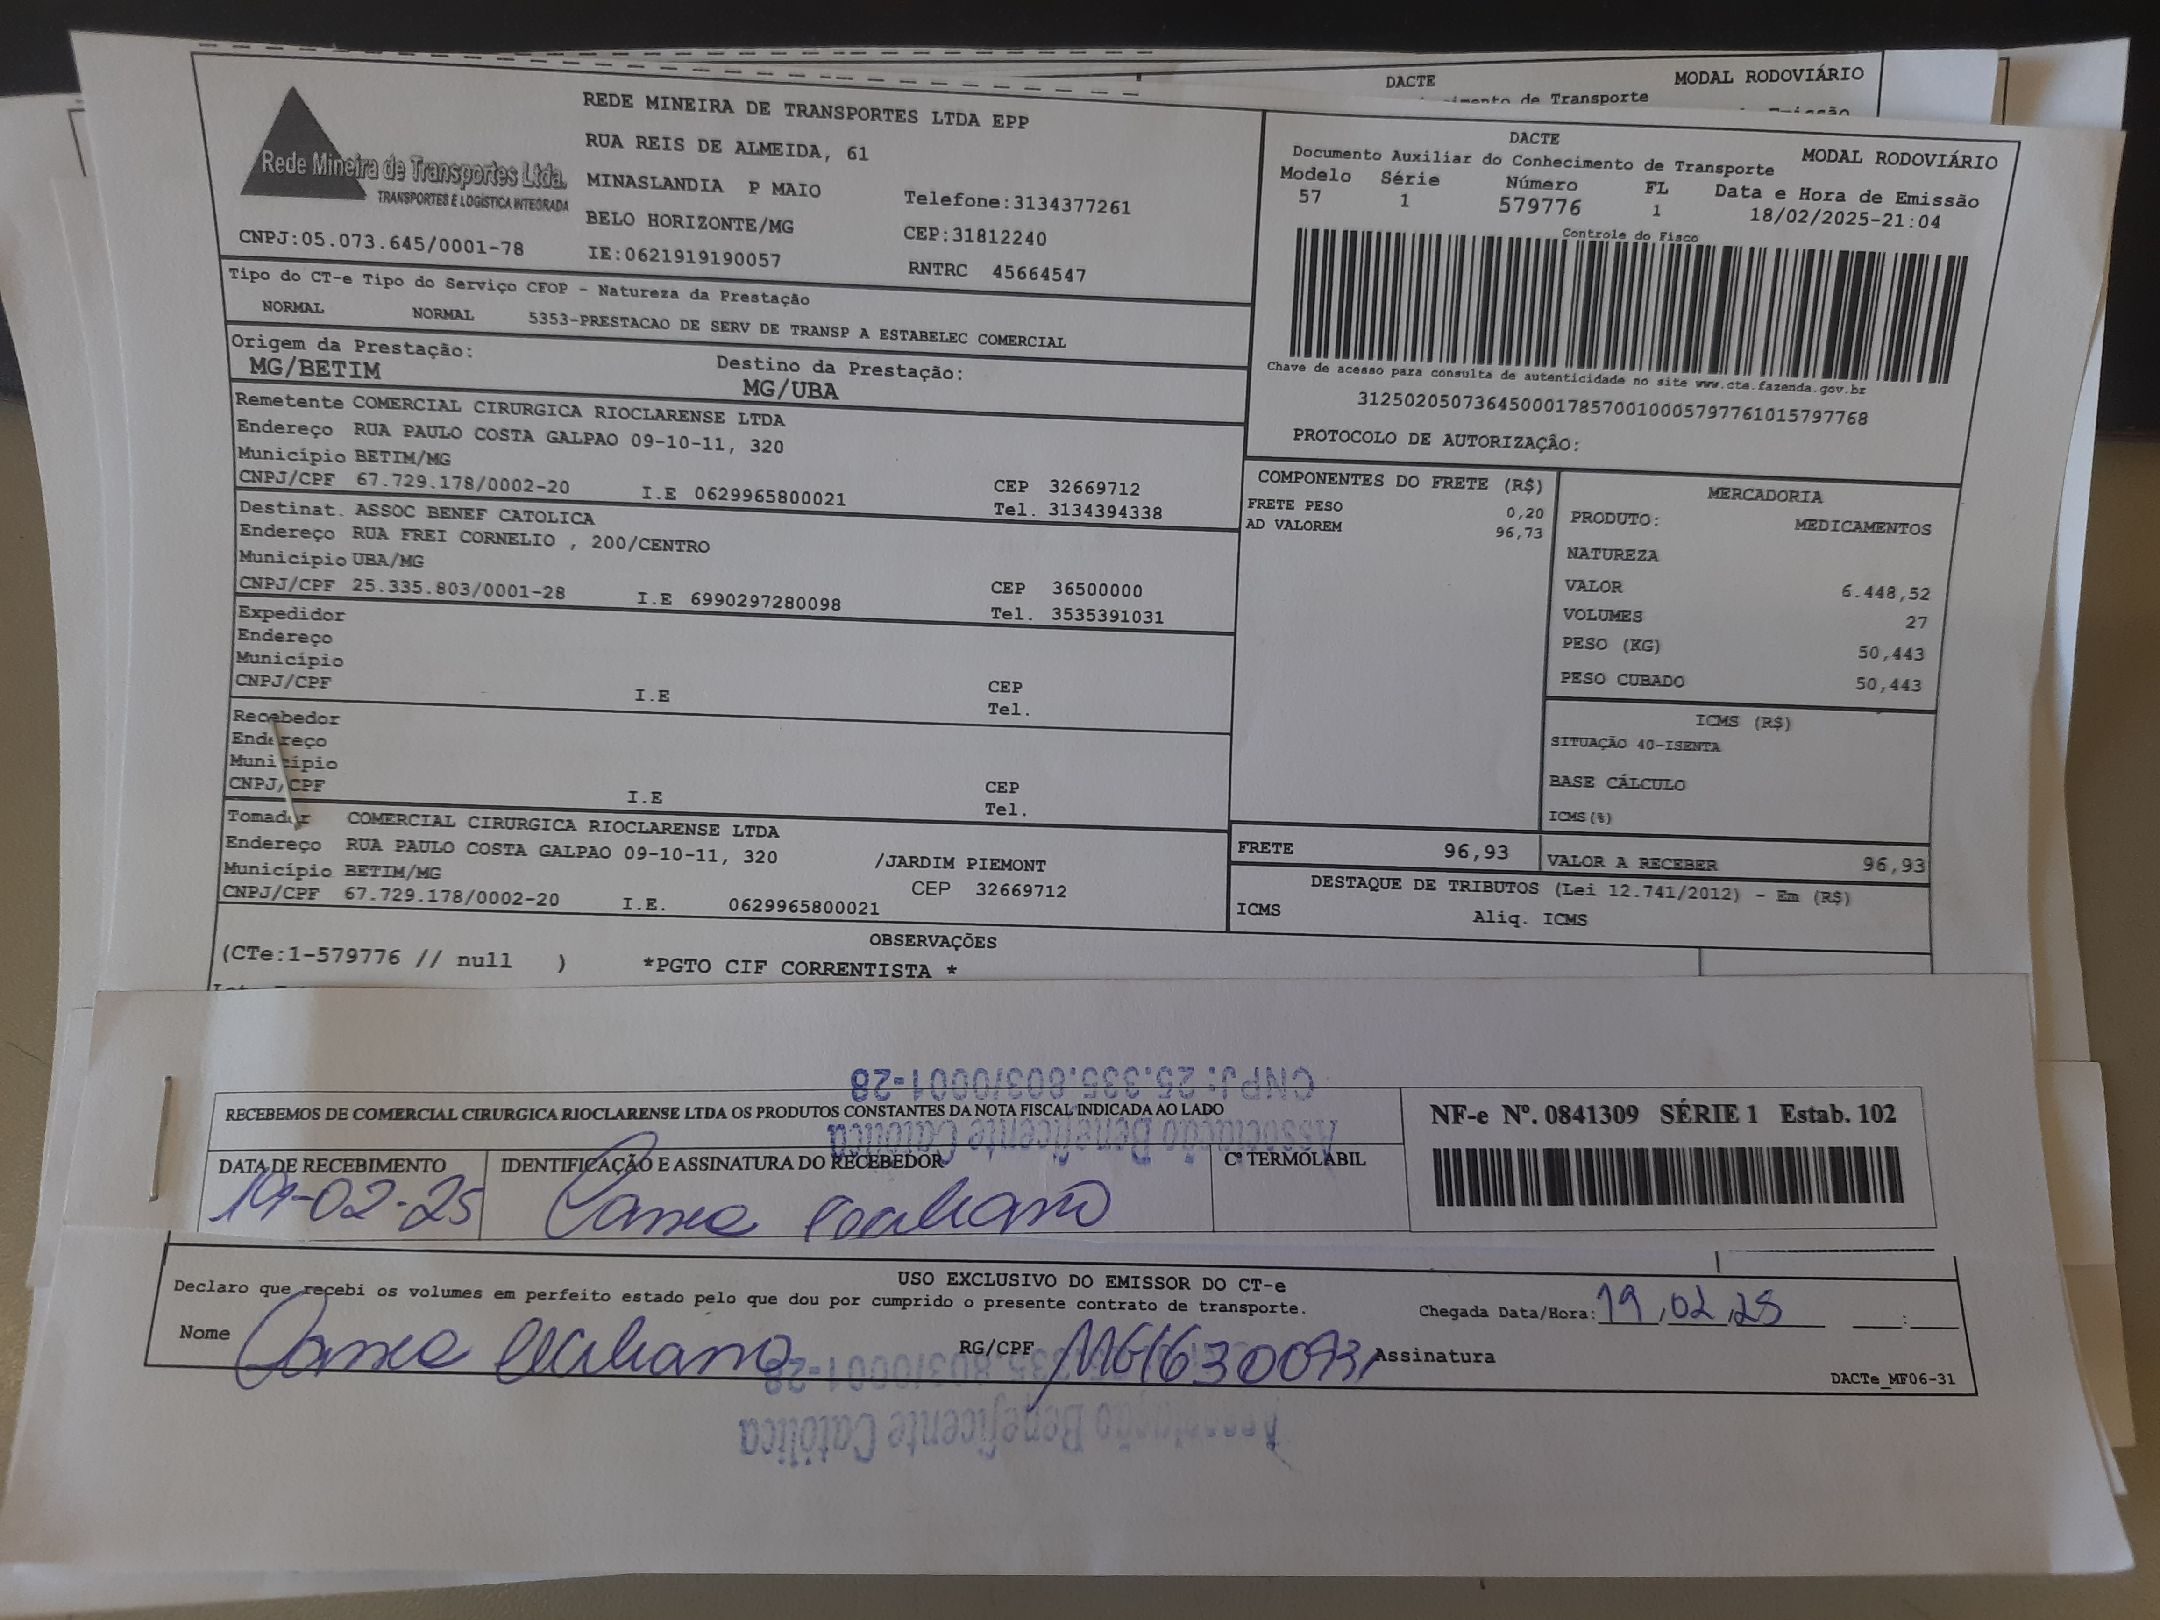 DACTE
MODAL RODOVIÁRIO
de Transporte
Rede Mineira de Transportes Ltda.
TRANSPORTES E LOGÍSTICA INTEGRADA
CNPJ:05.073.645/0001-78
REDE MINEIRA DE TRANSPORTES LTDA EPP
RUA REIS DE ALMEIDA, 61
MINASLANDIA P MAIO
Telefone:3134377261
BELO HORIZONTE/MG
CEP:31812240
IE:0621919190057
RNTRC 45664547
DACTE
MODAL RODOVIÁRIO
Documento Auxiliar do Conhecimento de Transporte
Modelo Série Número FL Data e Hora de Emissão
57 1 579776 1 18/02/2025-21:04
Controle do Fisco
Chave de acesso para consulta de autenticidade no site www.cte.fazenda.gov.br
31250205073645000178570010005797761015797768
PROTOCOLO DE AUTORIZAÇÃO:
Tipo do CT-e Tipo do Serviço CFOP - Natureza da Prestação
NORMAL NORMAL 5353-PRESTACAO DE SERV DE TRANSP A ESTABELEC COMERCIAL
Origem da Prestação: Destino da Prestação:
MG/BETIM MG/UBA
Remetente COMERCIAL CIRURGICA RIOCLARENSE LTDA
Endereço RUA PAULO COSTA GALPAO 09-10-11, 320
Município BETIM/MG CEP 32669712
CNPJ/CPF 67.729.178/0002-20 I.E 0629965800021 Tel. 3134394338
Destinat. ASSOC BENEF CATOLICA
Endereço RUA FREI CORNELIO , 200/CENTRO
Município UBA/MG CEP 36500000
CNPJ/CPF 25.335.803/0001-28 I.E 6990297280098 Tel. 3535391031
Expedidor
Endereço
Município CEP
CNPJ/CPF I.E Tel.
Recebedor
Endereço
Município CEP
CNPJ/CPF I.E Tel.
Tomador COMERCIAL CIRURGICA RIOCLARENSE LTDA
Endereço RUA PAULO COSTA GALPAO 09-10-11, 320 /JARDIM PIEMONT
Município BETIM/MG CEP 32669712
CNPJ/CPF 67.729.178/0002-20 I.E. 0629965800021
COMPONENTES DO FRETE (R$)
FRETE PESO 0,20
AD VALOREM 96,73
MERCADORIA
PRODUTO: MEDICAMENTOS
NATUREZA
VALOR 6.448,52
VOLUMES 27
PESO (KG) 50,443
PESO CUBADO 50,443
ICMS (R$)
SITUAÇÃO 40-ISENTA
BASE CÁLCULO
ICMS(%)
FRETE 96,93 VALOR A RECEBER 96,93
DESTAQUE DE TRIBUTOS (Lei 12.741/2012) - Em (R$)
ICMS Aliq. ICMS
OBSERVAÇÕES
(CTe:1-579776 // null ) *PGTO CIF CORRENTISTA *
CNPJ: 25.335.803/0001-28
Associação Beneficente Católica
RECEBEMOS DE COMERCIAL CIRURGICA RIOCLARENSE LTDA OS PRODUTOS CONSTANTES DA NOTA FISCAL INDICADA AO LADO
NF-e Nº. 0841309 SÉRIE 1 Estab. 102
DATA DE RECEBIMENTO IDENTIFICAÇÃO E ASSINATURA DO RECEBEDOR Cº TERMOLABIL
19-02-25
USO EXCLUSIVO DO EMISSOR DO CT-e
Declaro que recebi os volumes em perfeito estado pelo que dou por cumprido o presente contrato de transporte.
Chegada Data/Hora: 19,02,25 :
Nome RG/CPF Assinatura
DACTe_MF06-31
Associação Beneficente Católica